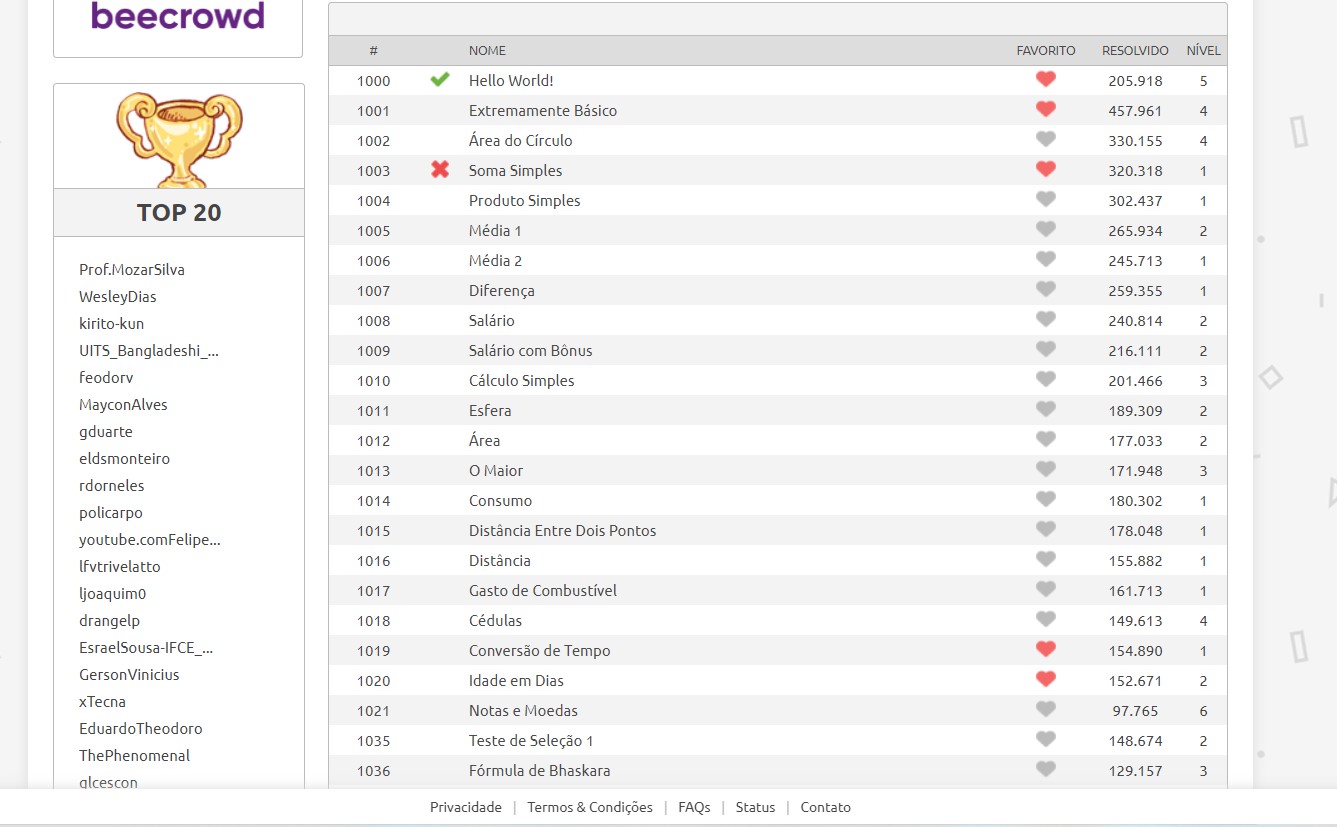 beecrowd
TOP 20
Prof.MozarSilva
WesleyDias
kirito-kun
UITS_Bangladeshi_...
feodorv
MayconAlves
gduarte
eldsmonteiro
rdorneles
policarpo
youtube.comFelipe...
lfvtrivelatto
ljoaquim0
drangelp
EsraelSousa-IFCE_...
GersonVinicius
xTecna
EduardoTheodoro
ThePhenomenal
glcescon
# NOME FAVORITO RESOLVIDO NÍVEL
1000 Hello World! 205.918 5
1001 Extremamente Básico 457.961 4
1002 Área do Círculo 330.155 4
1003 Soma Simples 320.318 1
1004 Produto Simples 302.437 1
1005 Média 1 265.934 2
1006 Média 2 245.713 1
1007 Diferença 259.355 1
1008 Salário 240.814 2
1009 Salário com Bônus 216.111 2
1010 Cálculo Simples 201.466 3
1011 Esfera 189.309 2
1012 Área 177.033 2
1013 O Maior 171.948 3
1014 Consumo 180.302 1
1015 Distância Entre Dois Pontos 178.048 1
1016 Distância 155.882 1
1017 Gasto de Combustível 161.713 1
1018 Cédulas 149.613 4
1019 Conversão de Tempo 154.890 1
1020 Idade em Dias 152.671 2
1021 Notas e Moedas 97.765 6
1035 Teste de Seleção 1 148.674 2
1036 Fórmula de Bhaskara 129.157 3
Privacidade | Termos & Condições | FAQs | Status | Contato